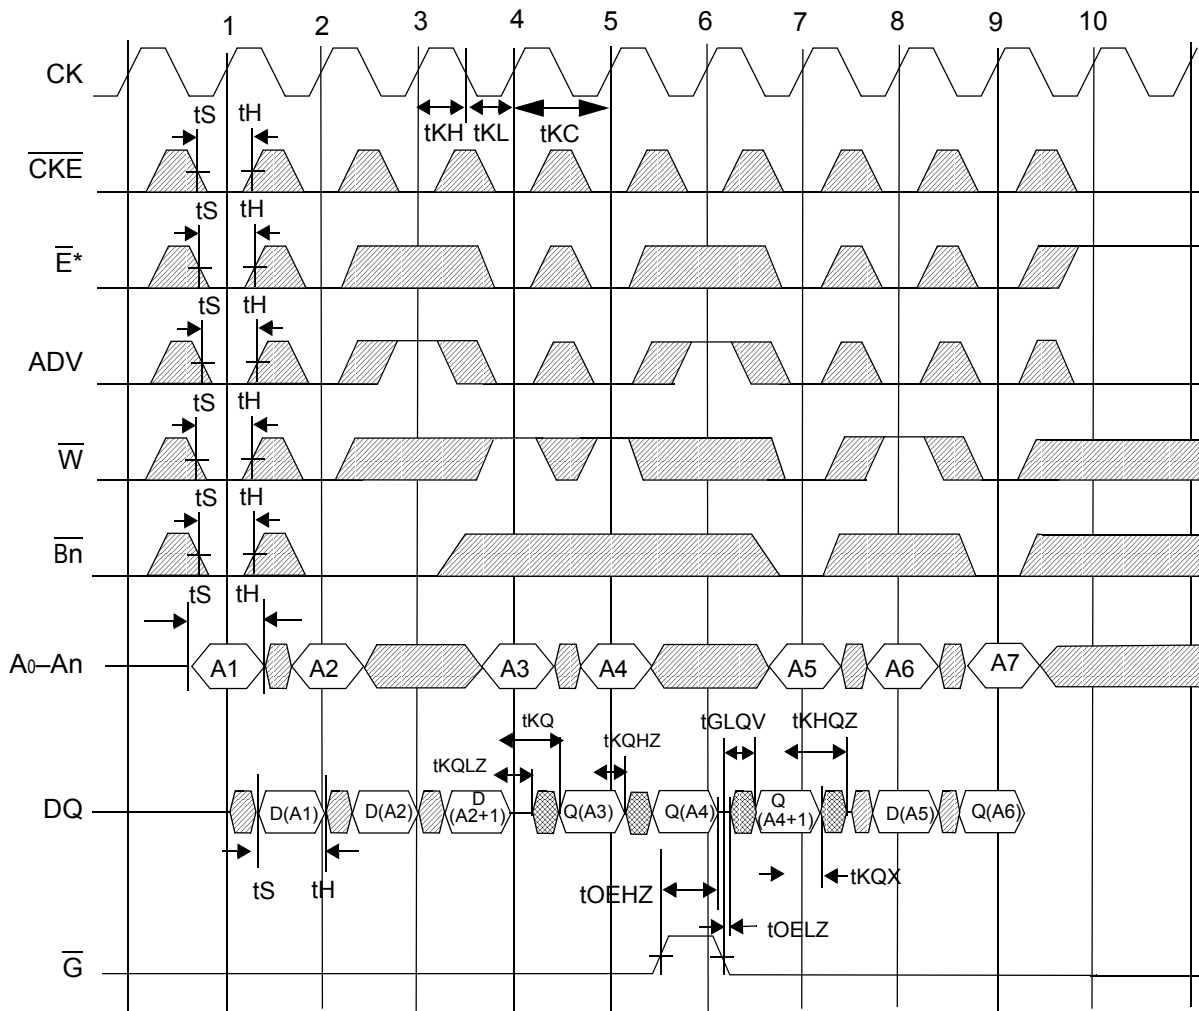 1 2 3 4 5 6 7 8 9 10
CK
tS tH tKH tKL tKC
CKE
tS tH
E*
tS tH
ADV
tS tH
W
tS tH
Bn
tS tH
A0–An A1 A2 A3 A4 A5 A6 A7
tKQ tGLQV tKHQZ
tKQLZ tKQHZ
DQ D(A1) D(A2) D (A2+1) Q(A3) Q(A4) Q (A4+1) D(A5) Q(A6)
tS tH tOEHZ tKQX
tOELZ
G